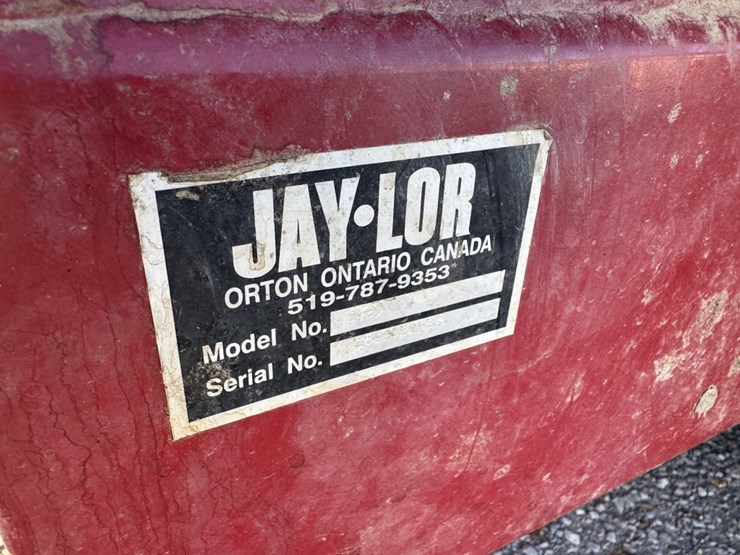 JAY•LOR
ORTON ONTARIO CANADA
519-787-9353
Model No.
Serial No.